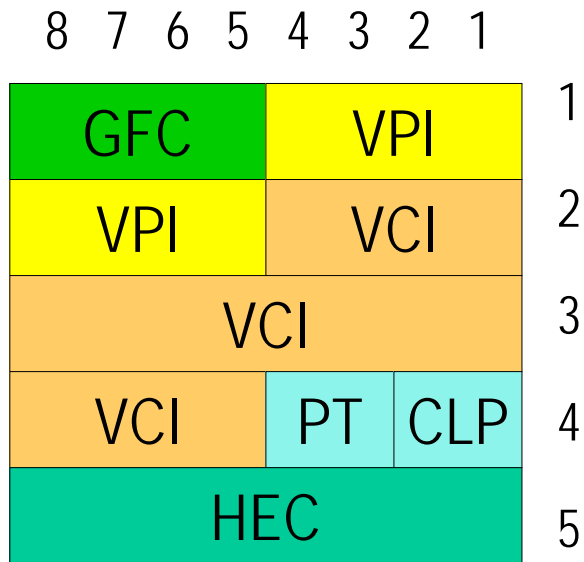 8 7 6 5 4 3 2 1
GFC VPI 1
VPI VCI 2
VCI 3
VCI PT CLP 4
HEC 5